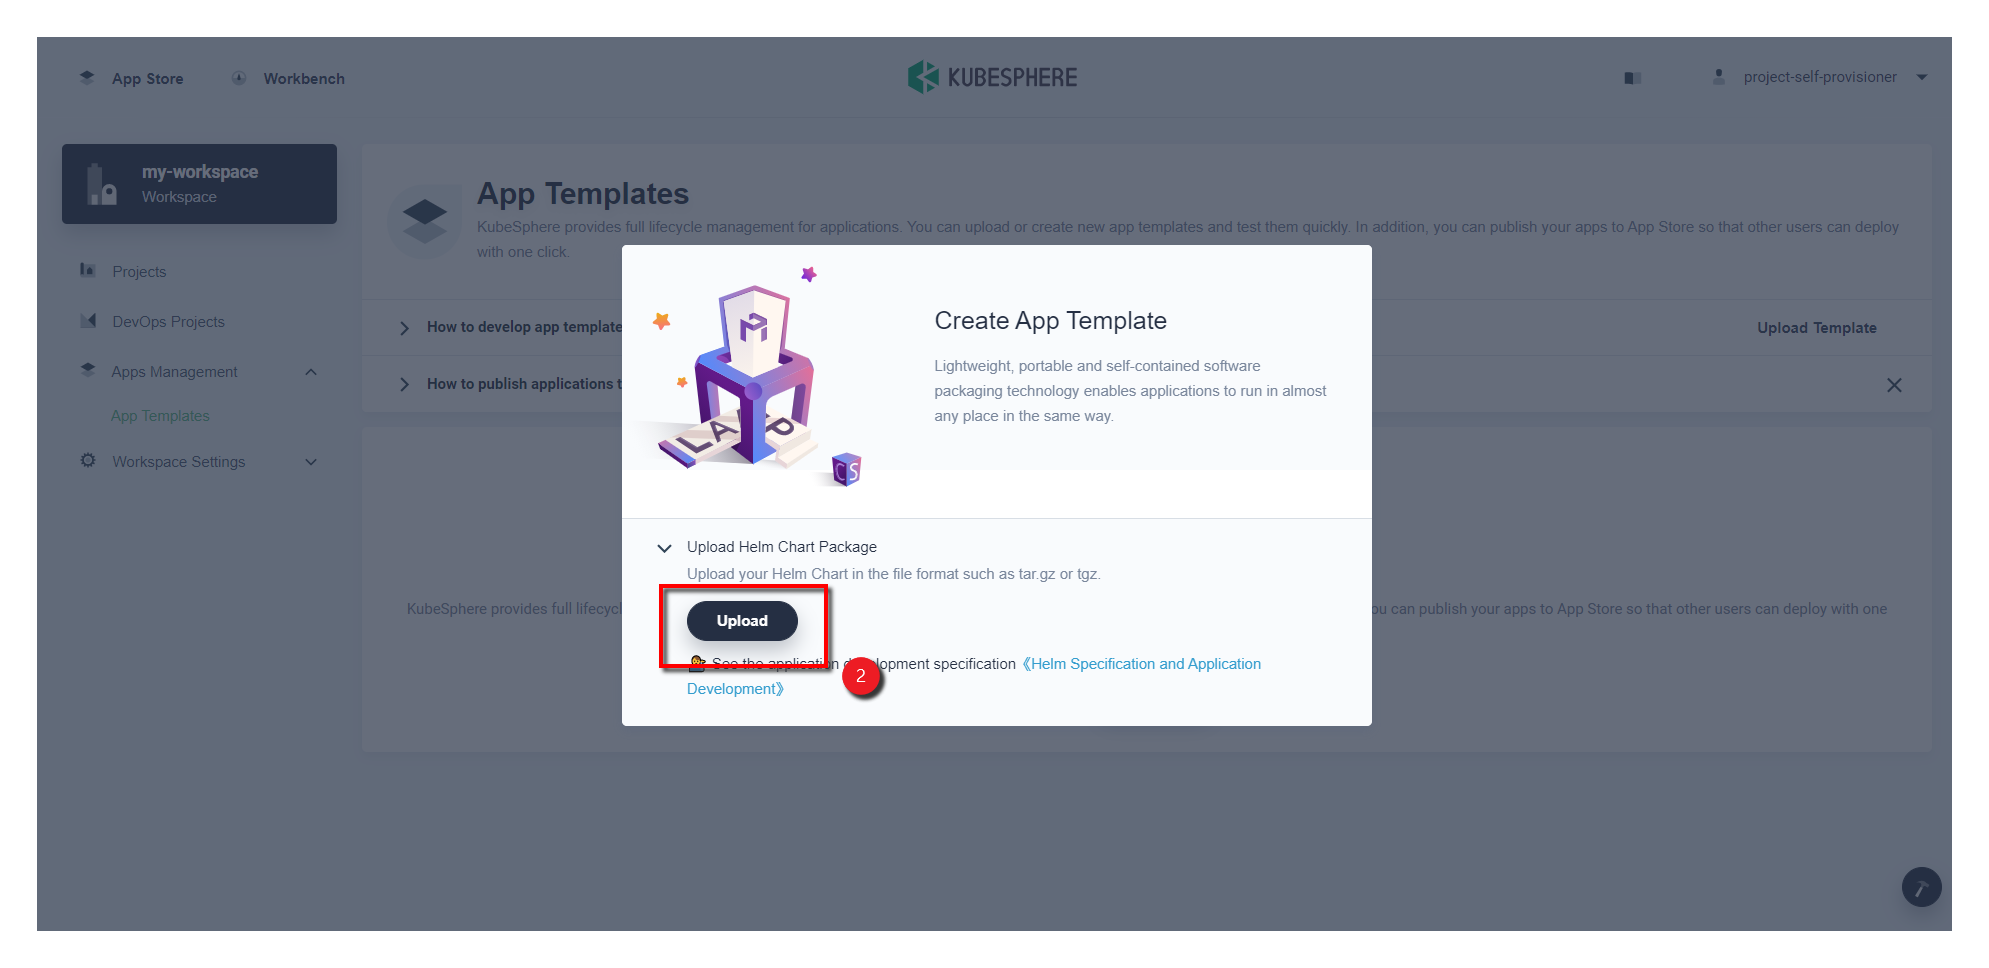 App Store
Workbench
KUBESPHERE
project-self-provisioner
my-workspace
Workspace
Projects
DevOps Projects
Apps Management
App Templates
Workspace Settings
App Templates
KubeSphere provides full lifecycle management for applications. You can upload or create new app templates and test them quickly. In addition, you can publish your apps to App Store so that other users can deploy
with one click.
How to develop app template
Upload Template
How to publish applications t
Create App Template
Lightweight, portable and self-contained software
packaging technology enables applications to run in almost
any place in the same way.
LAPP
CS
Upload Helm Chart Package
Upload your Helm Chart in the file format such as tar.gz or tgz.
Upload
See the application development specification《Helm Specification and Application
Development》
2
KubeSphere provides full lifecycl
ou can publish your apps to App Store so that other users can deploy with one